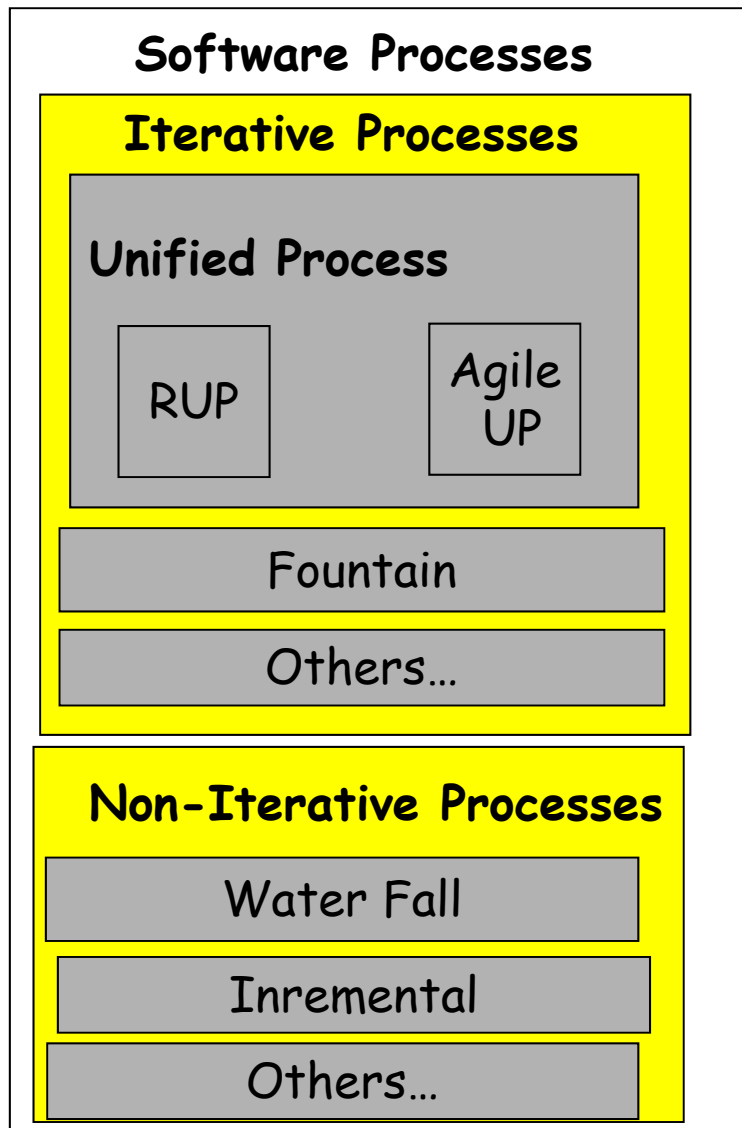 Software Processes
Iterative Processes
Unified Process
RUP
Agile
UP
Fountain
Others…
Non-Iterative Processes
Water Fall
Inremental
Others…